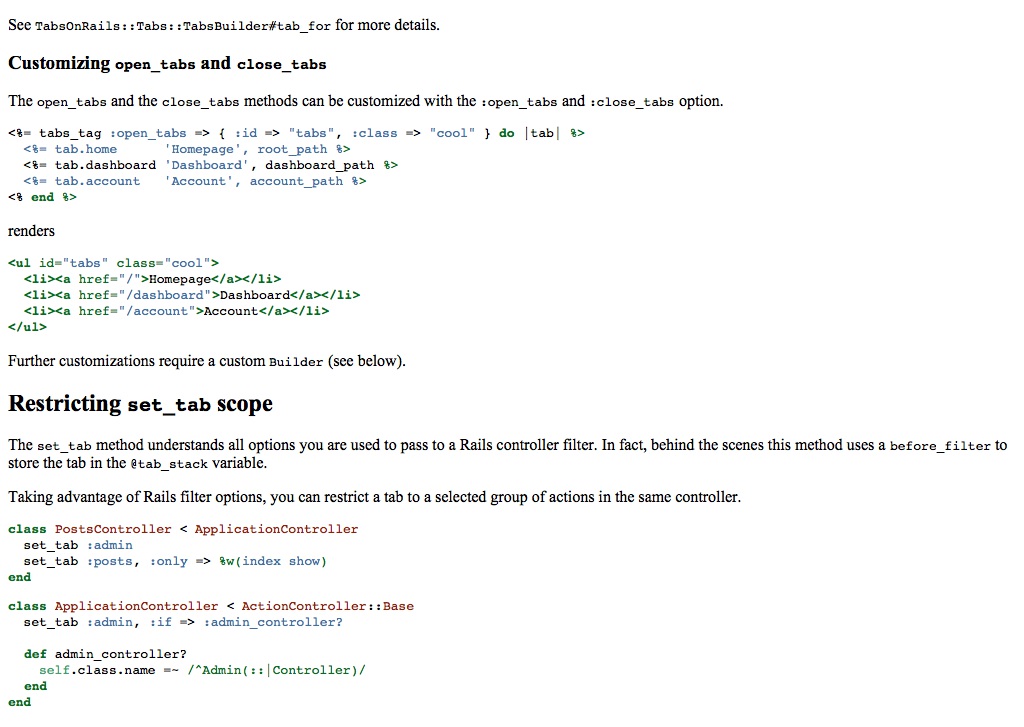 See TabsOnRails::Tabs::TabsBuilder#tab_for for more details.
Customizing open_tabs and close_tabs
The open_tabs and the close_tabs methods can be customized with the :open_tabs and :close_tabs option.
<%= tabs_tag :open_tabs => { :id => "tabs", :class => "cool" } do |tab| %>
  <%= tab.home      'Homepage', root_path %>
  <%= tab.dashboard 'Dashboard', dashboard_path %>
  <%= tab.account   'Account', account_path %>
<% end %>
renders
<ul id="tabs" class="cool">
  <li><a href="/">Homepage</a></li>
  <li><a href="/dashboard">Dashboard</a></li>
  <li><a href="/account">Account</a></li>
</ul>
Further customizations require a custom Builder (see below).
Restricting set_tab scope
The set_tab method understands all options you are used to pass to a Rails controller filter. In fact, behind the scenes this method uses a before_filter to
store the tab in the @tab_stack variable.
Taking advantage of Rails filter options, you can restrict a tab to a selected group of actions in the same controller.
class PostsController < ApplicationController
  set_tab :admin
  set_tab :posts, :only => %w(index show)
end
class ApplicationController < ActionController::Base
  set_tab :admin, :if => :admin_controller?
  def admin_controller?
    self.class.name =~ /^Admin(::|Controller)/
  end
end